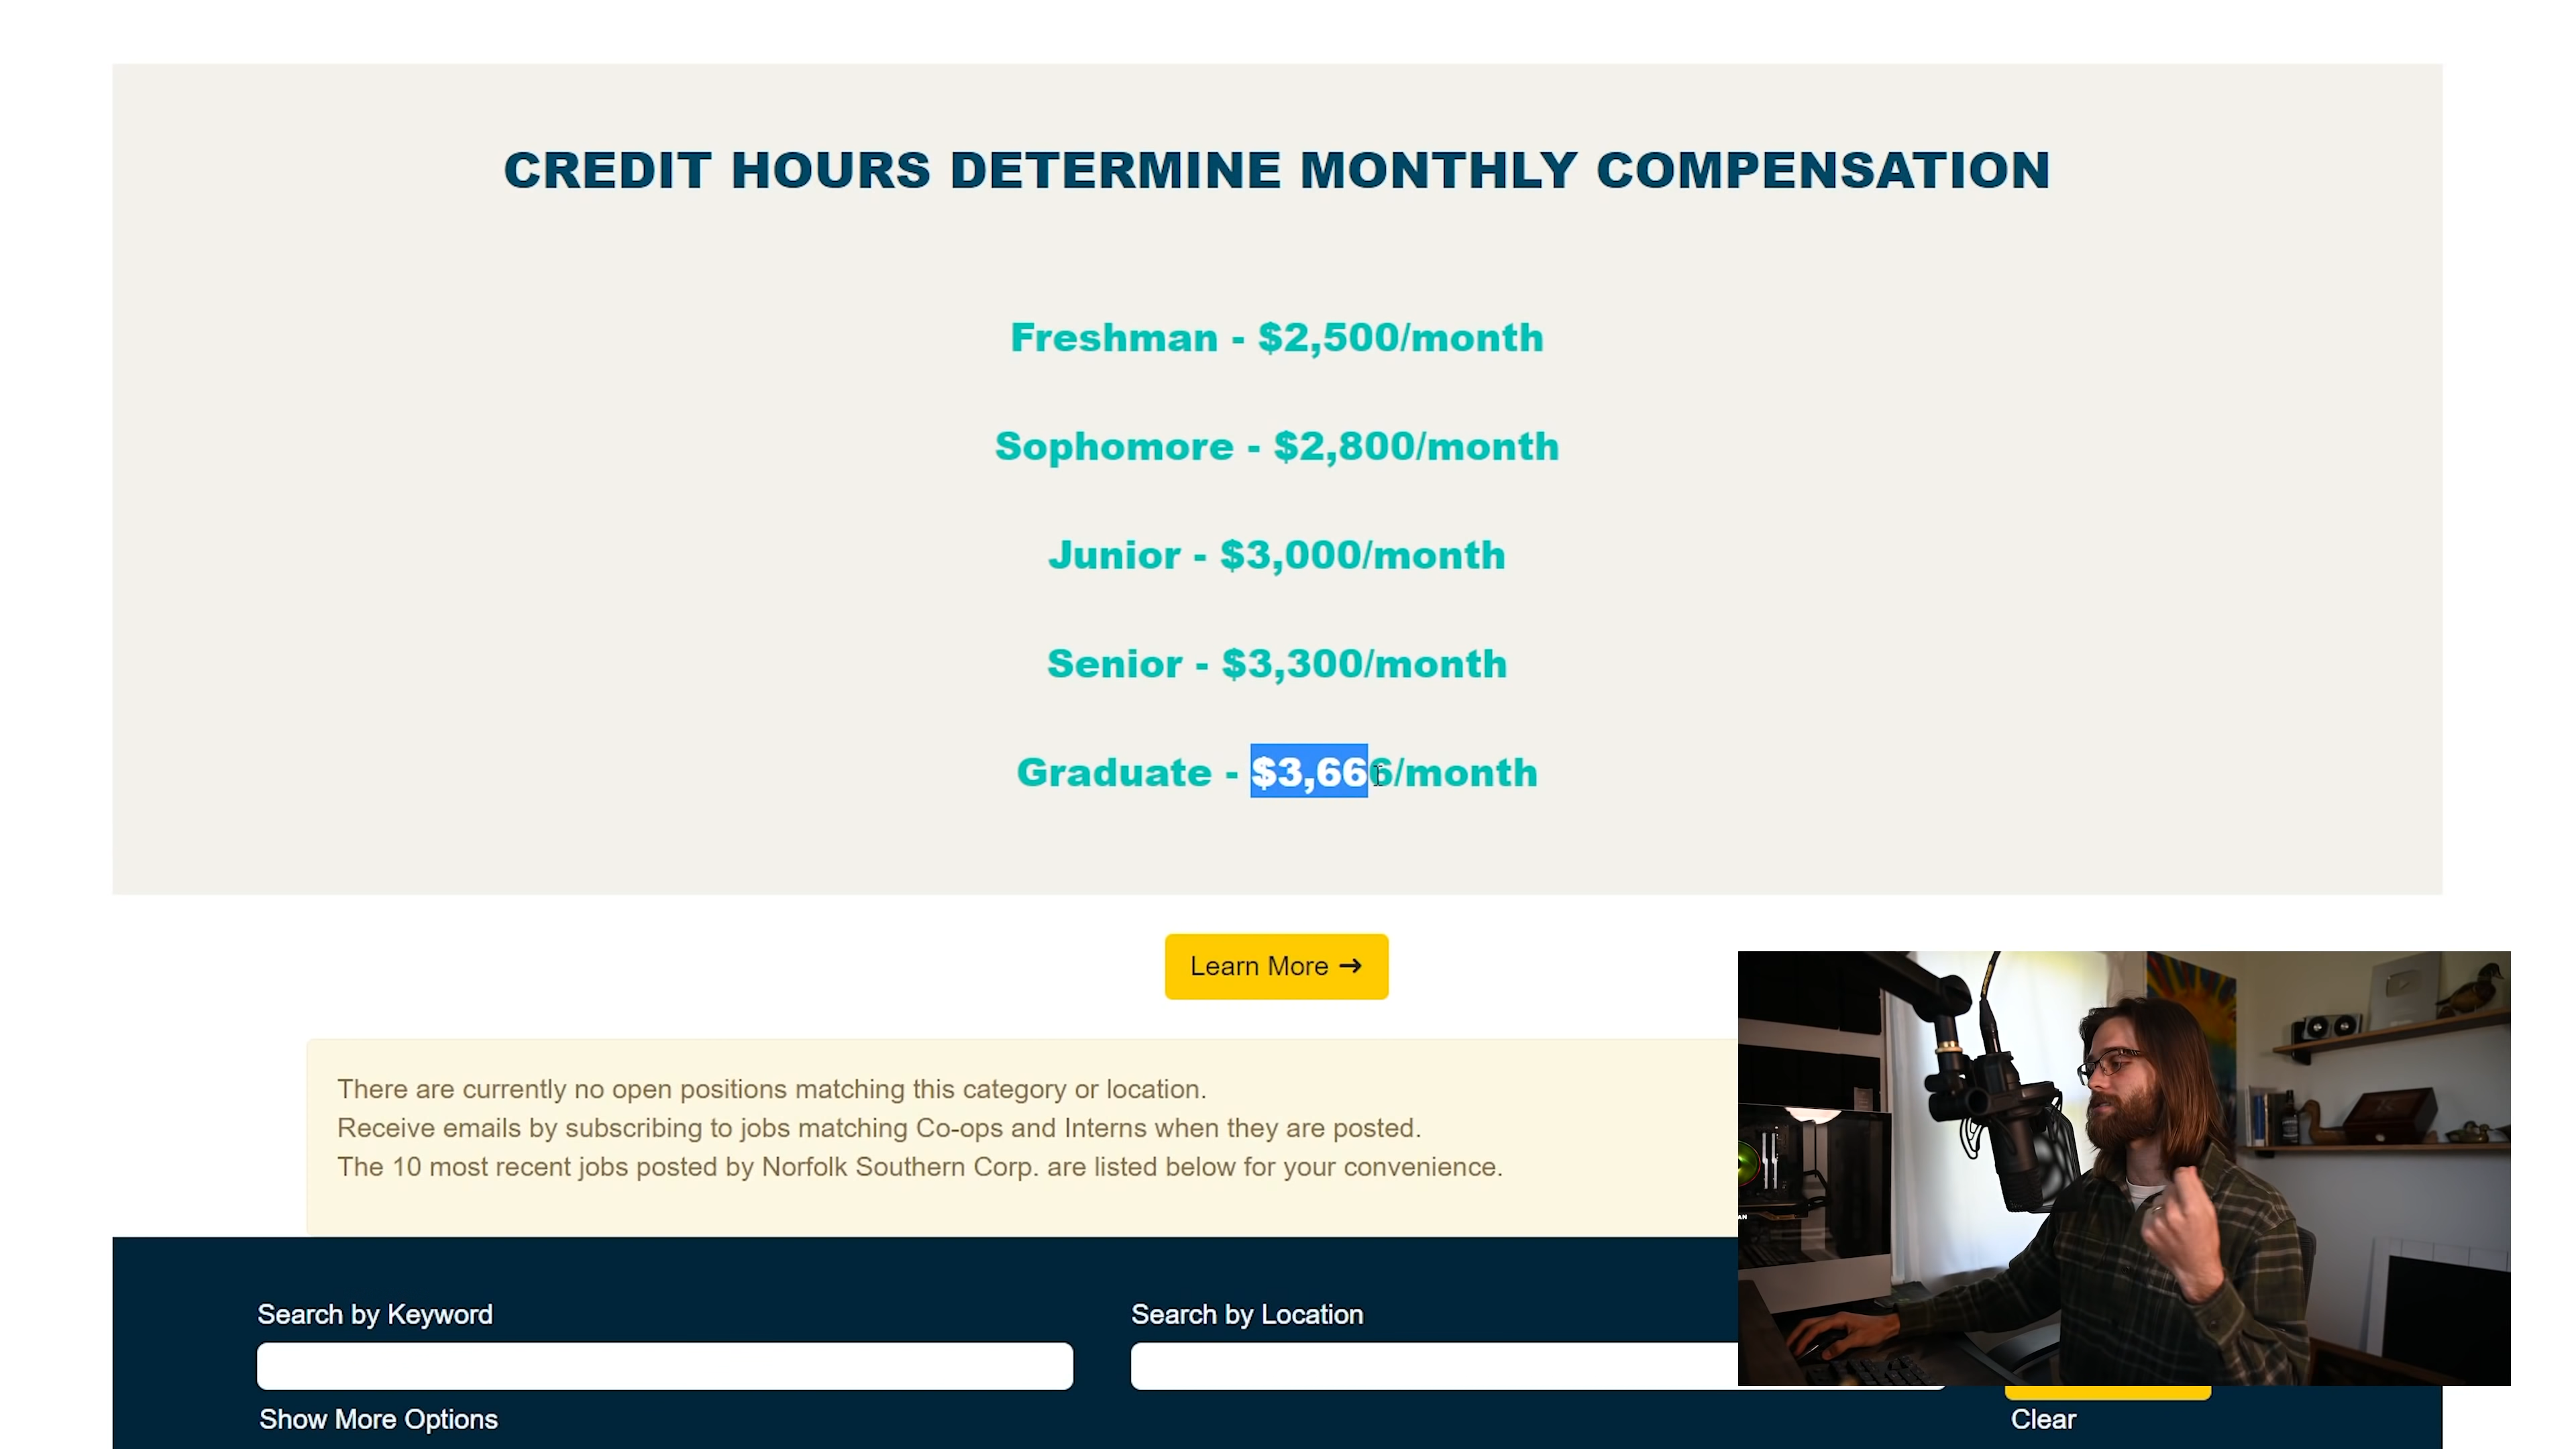 CREDIT HOURS DETERMINE MONTHLY COMPENSATION
Freshman - $2,500/month
Sophomore - $2,800/month
Junior - $3,000/month
Senior - $3,300/month
Graduate - $3,666/month
Learn More →
There are currently no open positions matching this category or location.
Receive emails by subscribing to jobs matching Co-ops and Interns when they are posted.
The 10 most recent jobs posted by Norfolk Southern Corp. are listed below for your convenience.
Search by Keyword
Search by Location
Show More Options
Clear